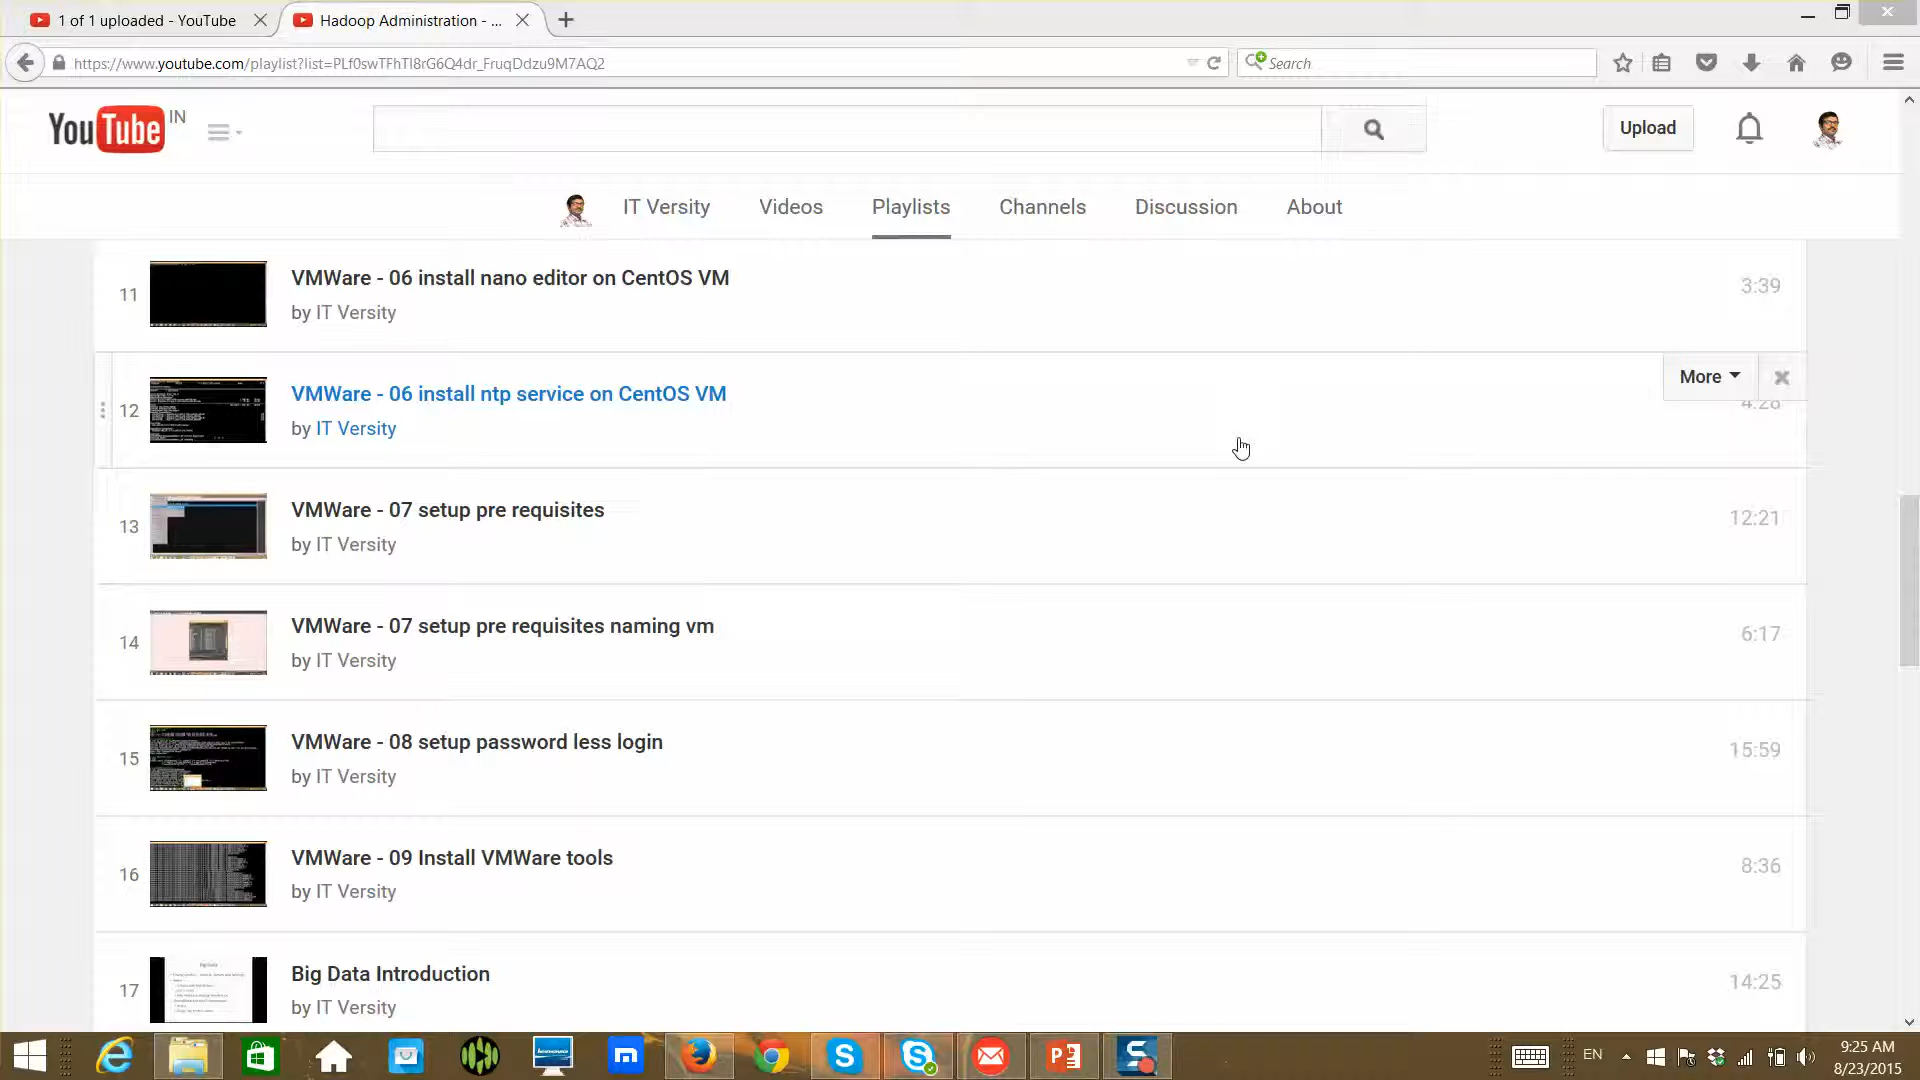 1 of 1 uploaded - YouTube
Hadoop Administration - ...
https://www.youtube.com/playlist?list=PLf0swTFhTI8rG6Q4dr_FruqDdzu9M7AQ2
Search
YouTube IN
Upload
IT Versity Videos Playlists Channels Discussion About
11
VMWare - 06 install nano editor on CentOS VM
by IT Versity
3:39
12
VMWare - 06 install ntp service on CentOS VM
by IT Versity
More
4:28
13
VMWare - 07 setup pre requisites
by IT Versity
12:21
14
VMWare - 07 setup pre requisites naming vm
by IT Versity
6:17
15
VMWare - 08 setup password less login
by IT Versity
15:59
16
VMWare - 09 Install VMWare tools
by IT Versity
8:36
17
Big Data Introduction
by IT Versity
14:25
EN
9:25 AM
8/23/2015